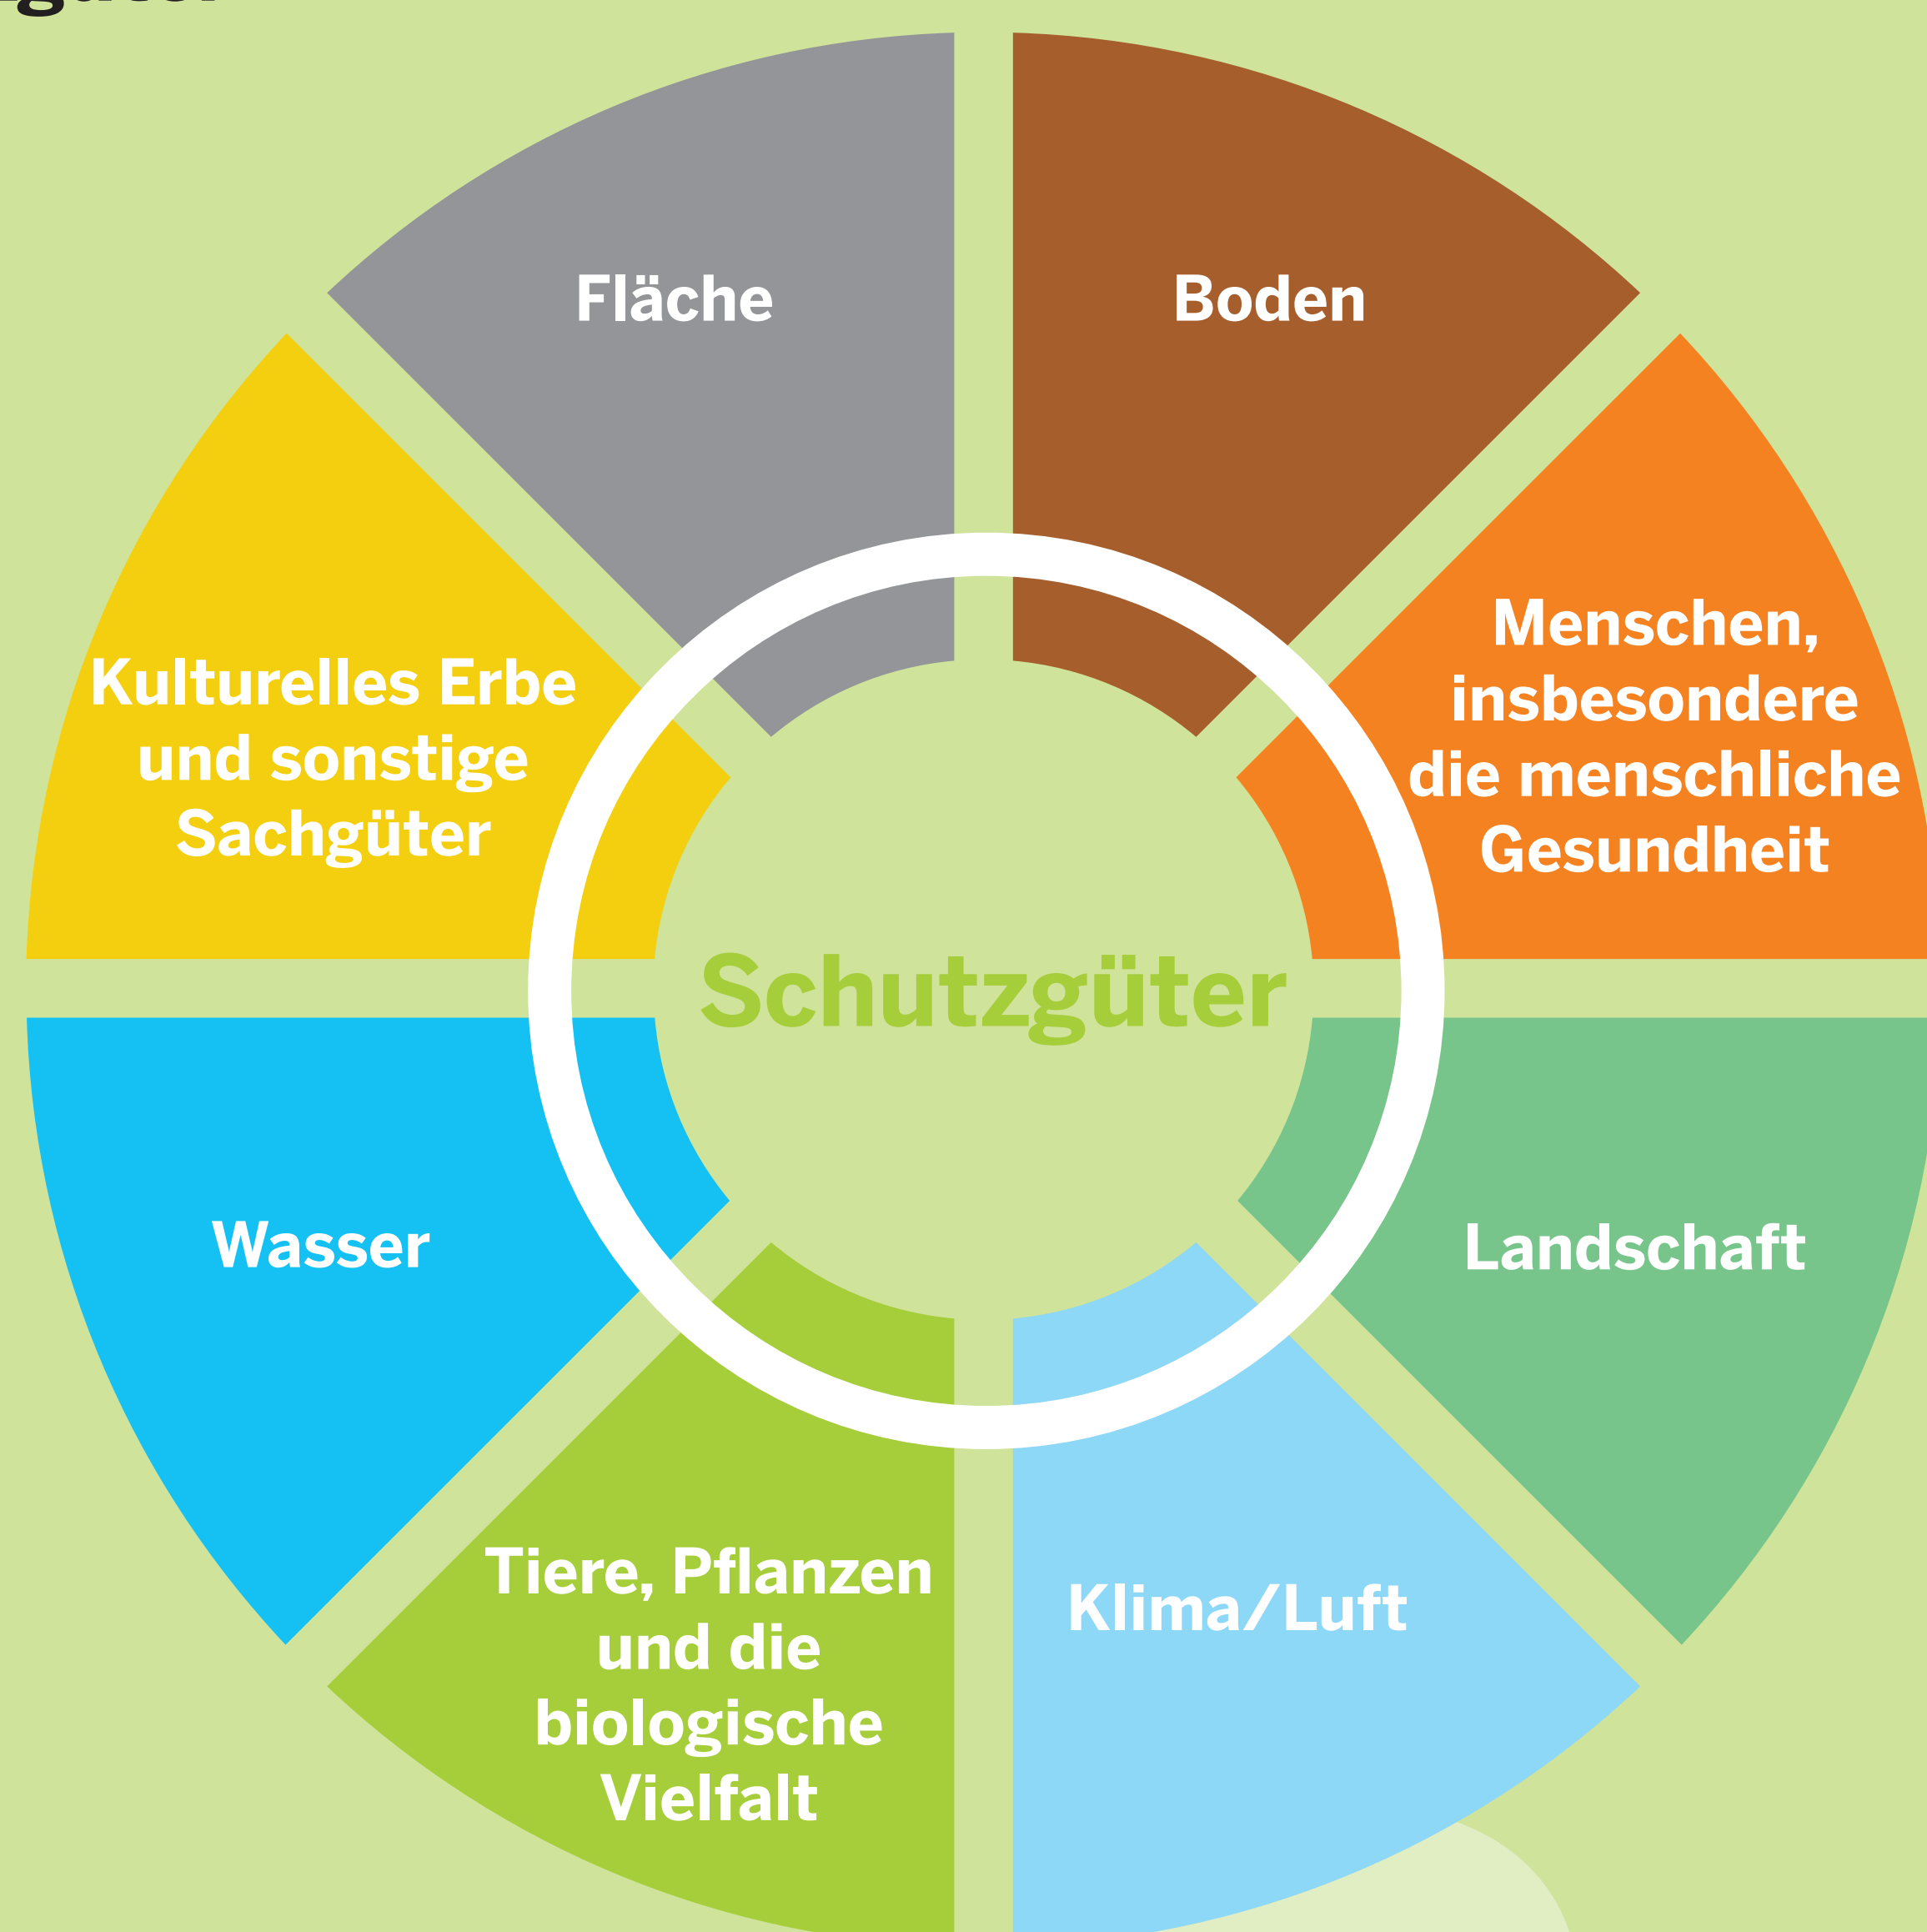 Fläche
Boden
Menschen,
insbesondere
die menschliche
Gesundheit
Kulturelles Erbe
und sonstige
Sachgüter
Schutzgüter
Wasser
Landschaft
Tiere, Pflanzen
und die
biologische
Vielfalt
Klima/Luft